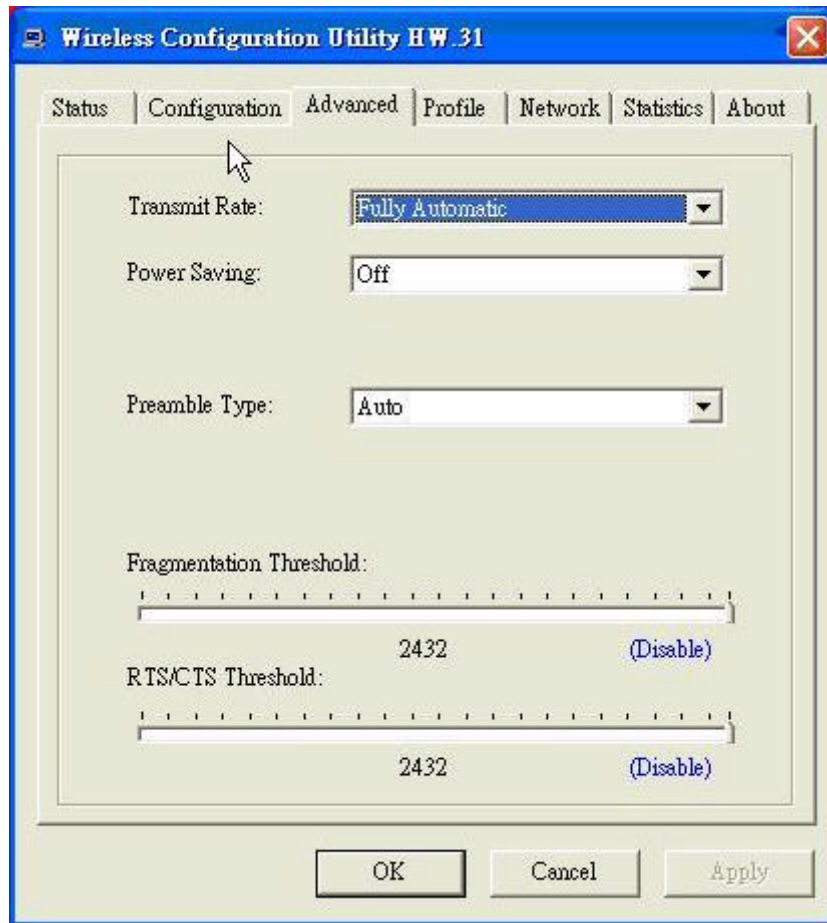 Wireless Configuration Utility HW.31
Status Configuration Advanced Profile Network Statistics About
Transmit Rate: Fully Automatic
Power Saving: Off
Preamble Type: Auto
Fragmentation Threshold:
2432 (Disable)
RTS/CTS Threshold:
2432 (Disable)
OK Cancel Apply